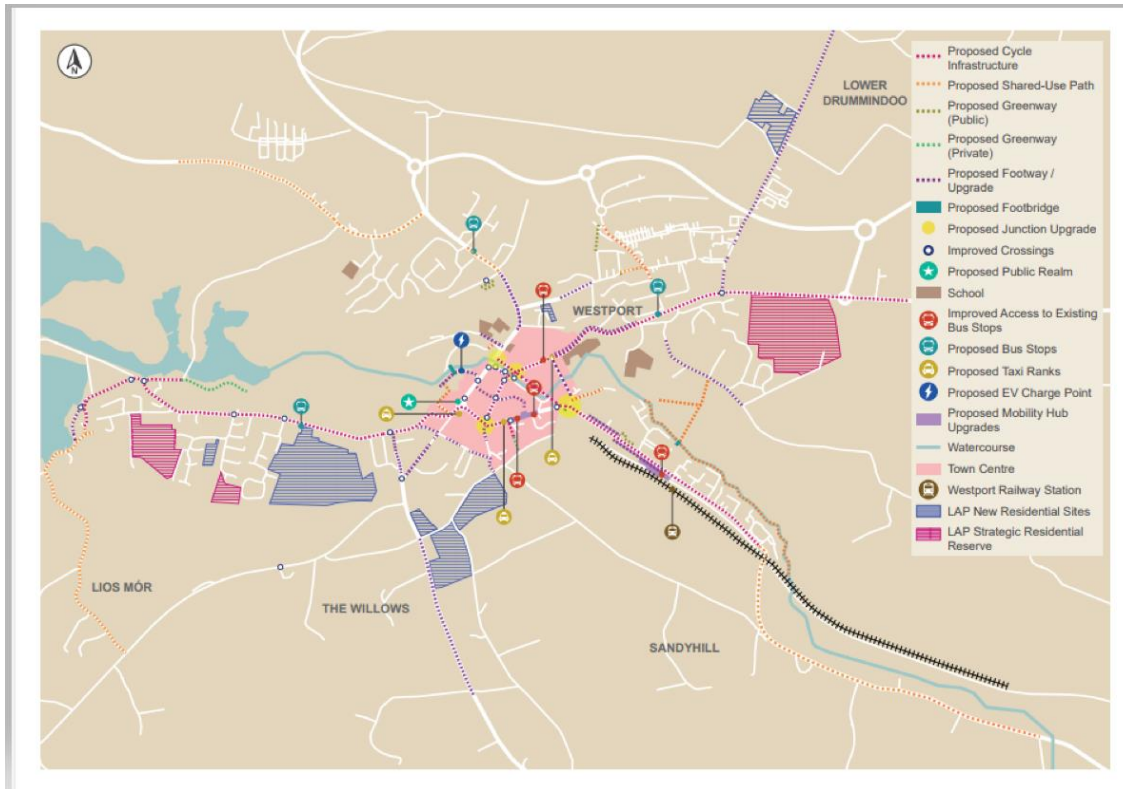 N
LOWER
DRUMMINDOO
WESTPORT
LIOS MÓR
THE WILLOWS
SANDYHILL
Proposed Cycle
Infrastructure
Proposed Shared-Use Path
Proposed Greenway
(Public)
Proposed Greenway
(Private)
Proposed Footway /
Upgrade
Proposed Footbridge
Proposed Junction Upgrade
Improved Crossings
Proposed Public Realm
School
Improved Access to Existing
Bus Stops
Proposed Bus Stops
Proposed Taxi Ranks
Proposed EV Charge Point
Proposed Mobility Hub
Upgrades
Watercourse
Town Centre
Westport Railway Station
LAP New Residential Sites
LAP Strategic Residential
Reserve